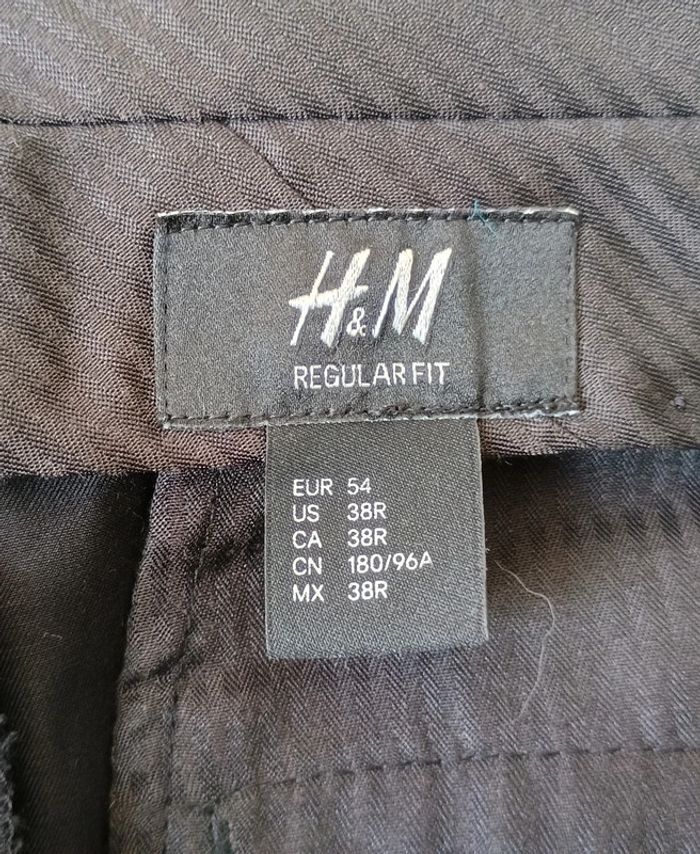 H&M
REGULAR FIT
EUR 54
US 38R
CA 38R
CN 180/96A
MX 38R